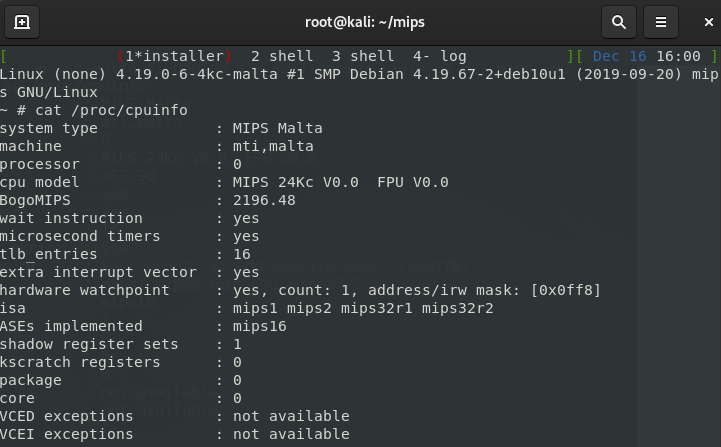 root@kali: ~/mips
[ (1*installer) 2 shell 3 shell 4- log ][ Dec 16 16:00 ]
Linux (none) 4.19.0-6-4kc-malta #1 SMP Debian 4.19.67-2+deb10u1 (2019-09-20) mip
s GNU/Linux
~ # cat /proc/cpuinfo
system type : MIPS Malta
machine : mti,malta
processor : 0
cpu model : MIPS 24Kc V0.0 FPU V0.0
BogoMIPS : 2196.48
wait instruction : yes
microsecond timers : yes
tlb_entries : 16
extra interrupt vector : yes
hardware watchpoint : yes, count: 1, address/irw mask: [0x0ff8]
isa : mips1 mips2 mips32r1 mips32r2
ASEs implemented : mips16
shadow register sets : 1
kscratch registers : 0
package : 0
core : 0
VCED exceptions : not available
VCEI exceptions : not available